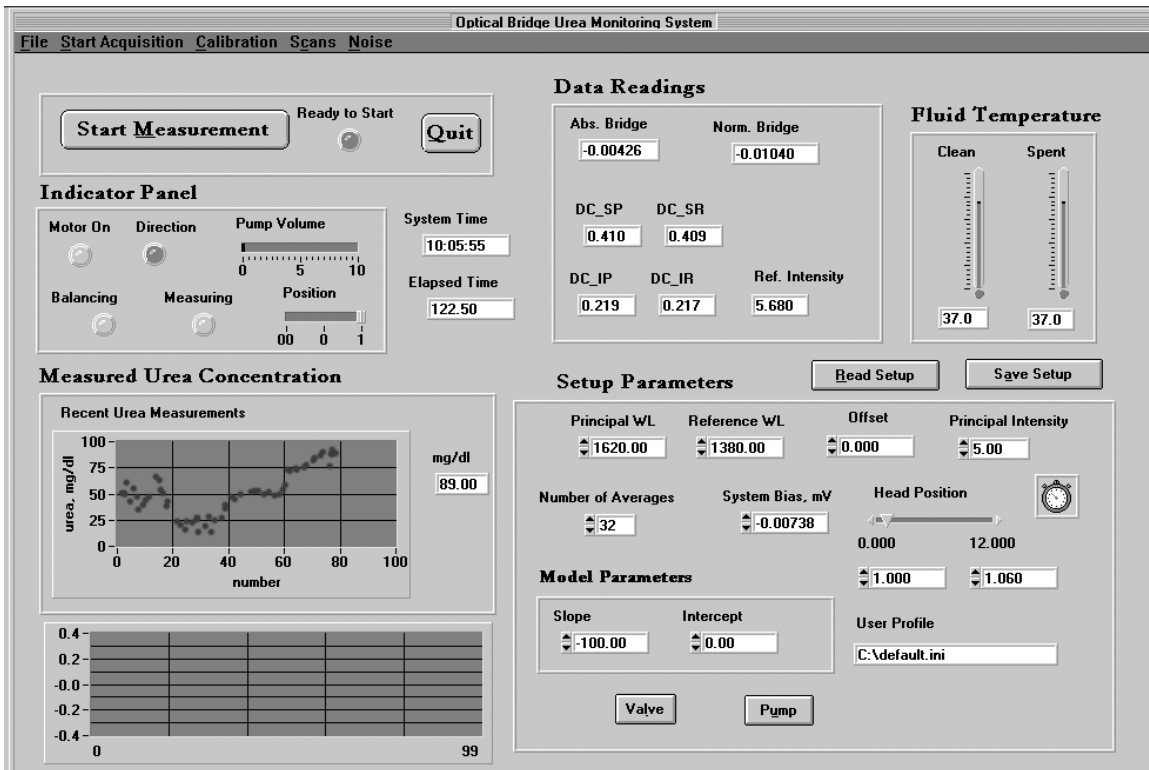 Optical Bridge Urea Monitoring System
File Start Acquisition Calibration Scans Noise
Start Measurement
Ready to Start
Quit
Indicator Panel
Motor On Direction Pump Volume
0 5 10
Balancing Measuring Position
00 0 1
System Time
10:05:55
Elapsed Time
122.50
Data Readings
Abs. Bridge Norm. Bridge
-0.00426 -0.01040
DC_SP DC_SR
0.410 0.409
DC_IP DC_IR Ref. Intensity
0.219 0.217 5.680
Fluid Temperature
Clean Spent
37.0 37.0
Measured Urea Concentration
Recent Urea Measurements
100
75
50
25
0
urea, mg/dl
0 20 40 60 80 100
number
mg/dl
89.00
0.4
0.2
-0.0
-0.2
-0.4
0 99
Setup Parameters
Read Setup Save Setup
Principal WL Reference WL Offset Principal Intensity
1620.00 1380.00 0.000 5.00
Number of Averages System Bias, mV Head Position
32 -0.00738
0.000 12.000
1.000 1.060
Model Parameters
Slope Intercept
-100.00 0.00
User Profile
C:\default.ini
Valve Pump